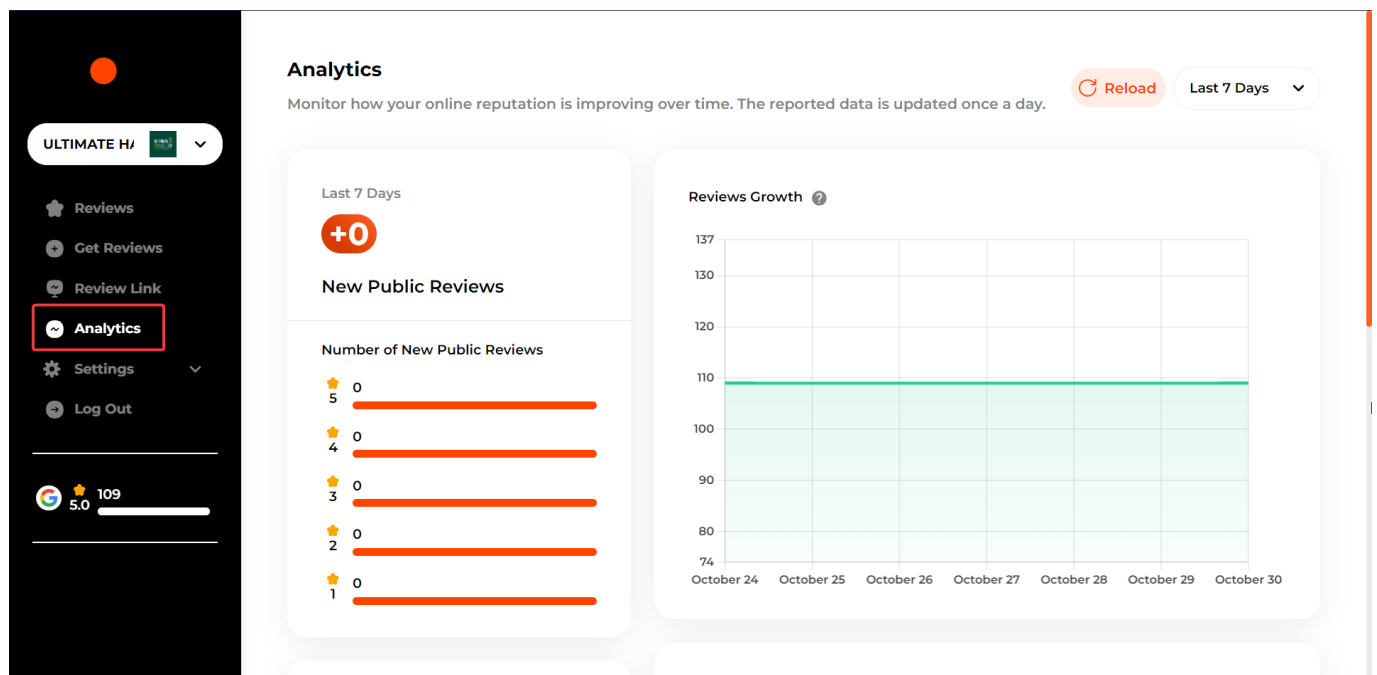 ULTIMATE HA
Reviews
Get Reviews
Review Link
Analytics
Settings
Log Out
5.0
109
Analytics
Monitor how your online reputation is improving over time. The reported data is updated once a day.
Reload
Last 7 Days
Last 7 Days
+0
New Public Reviews
Number of New Public Reviews
5
0
4
0
3
0
2
0
1
0
Reviews Growth ?
137
130
120
110
100
90
80
74
October 24 October 25 October 26 October 27 October 28 October 29 October 30